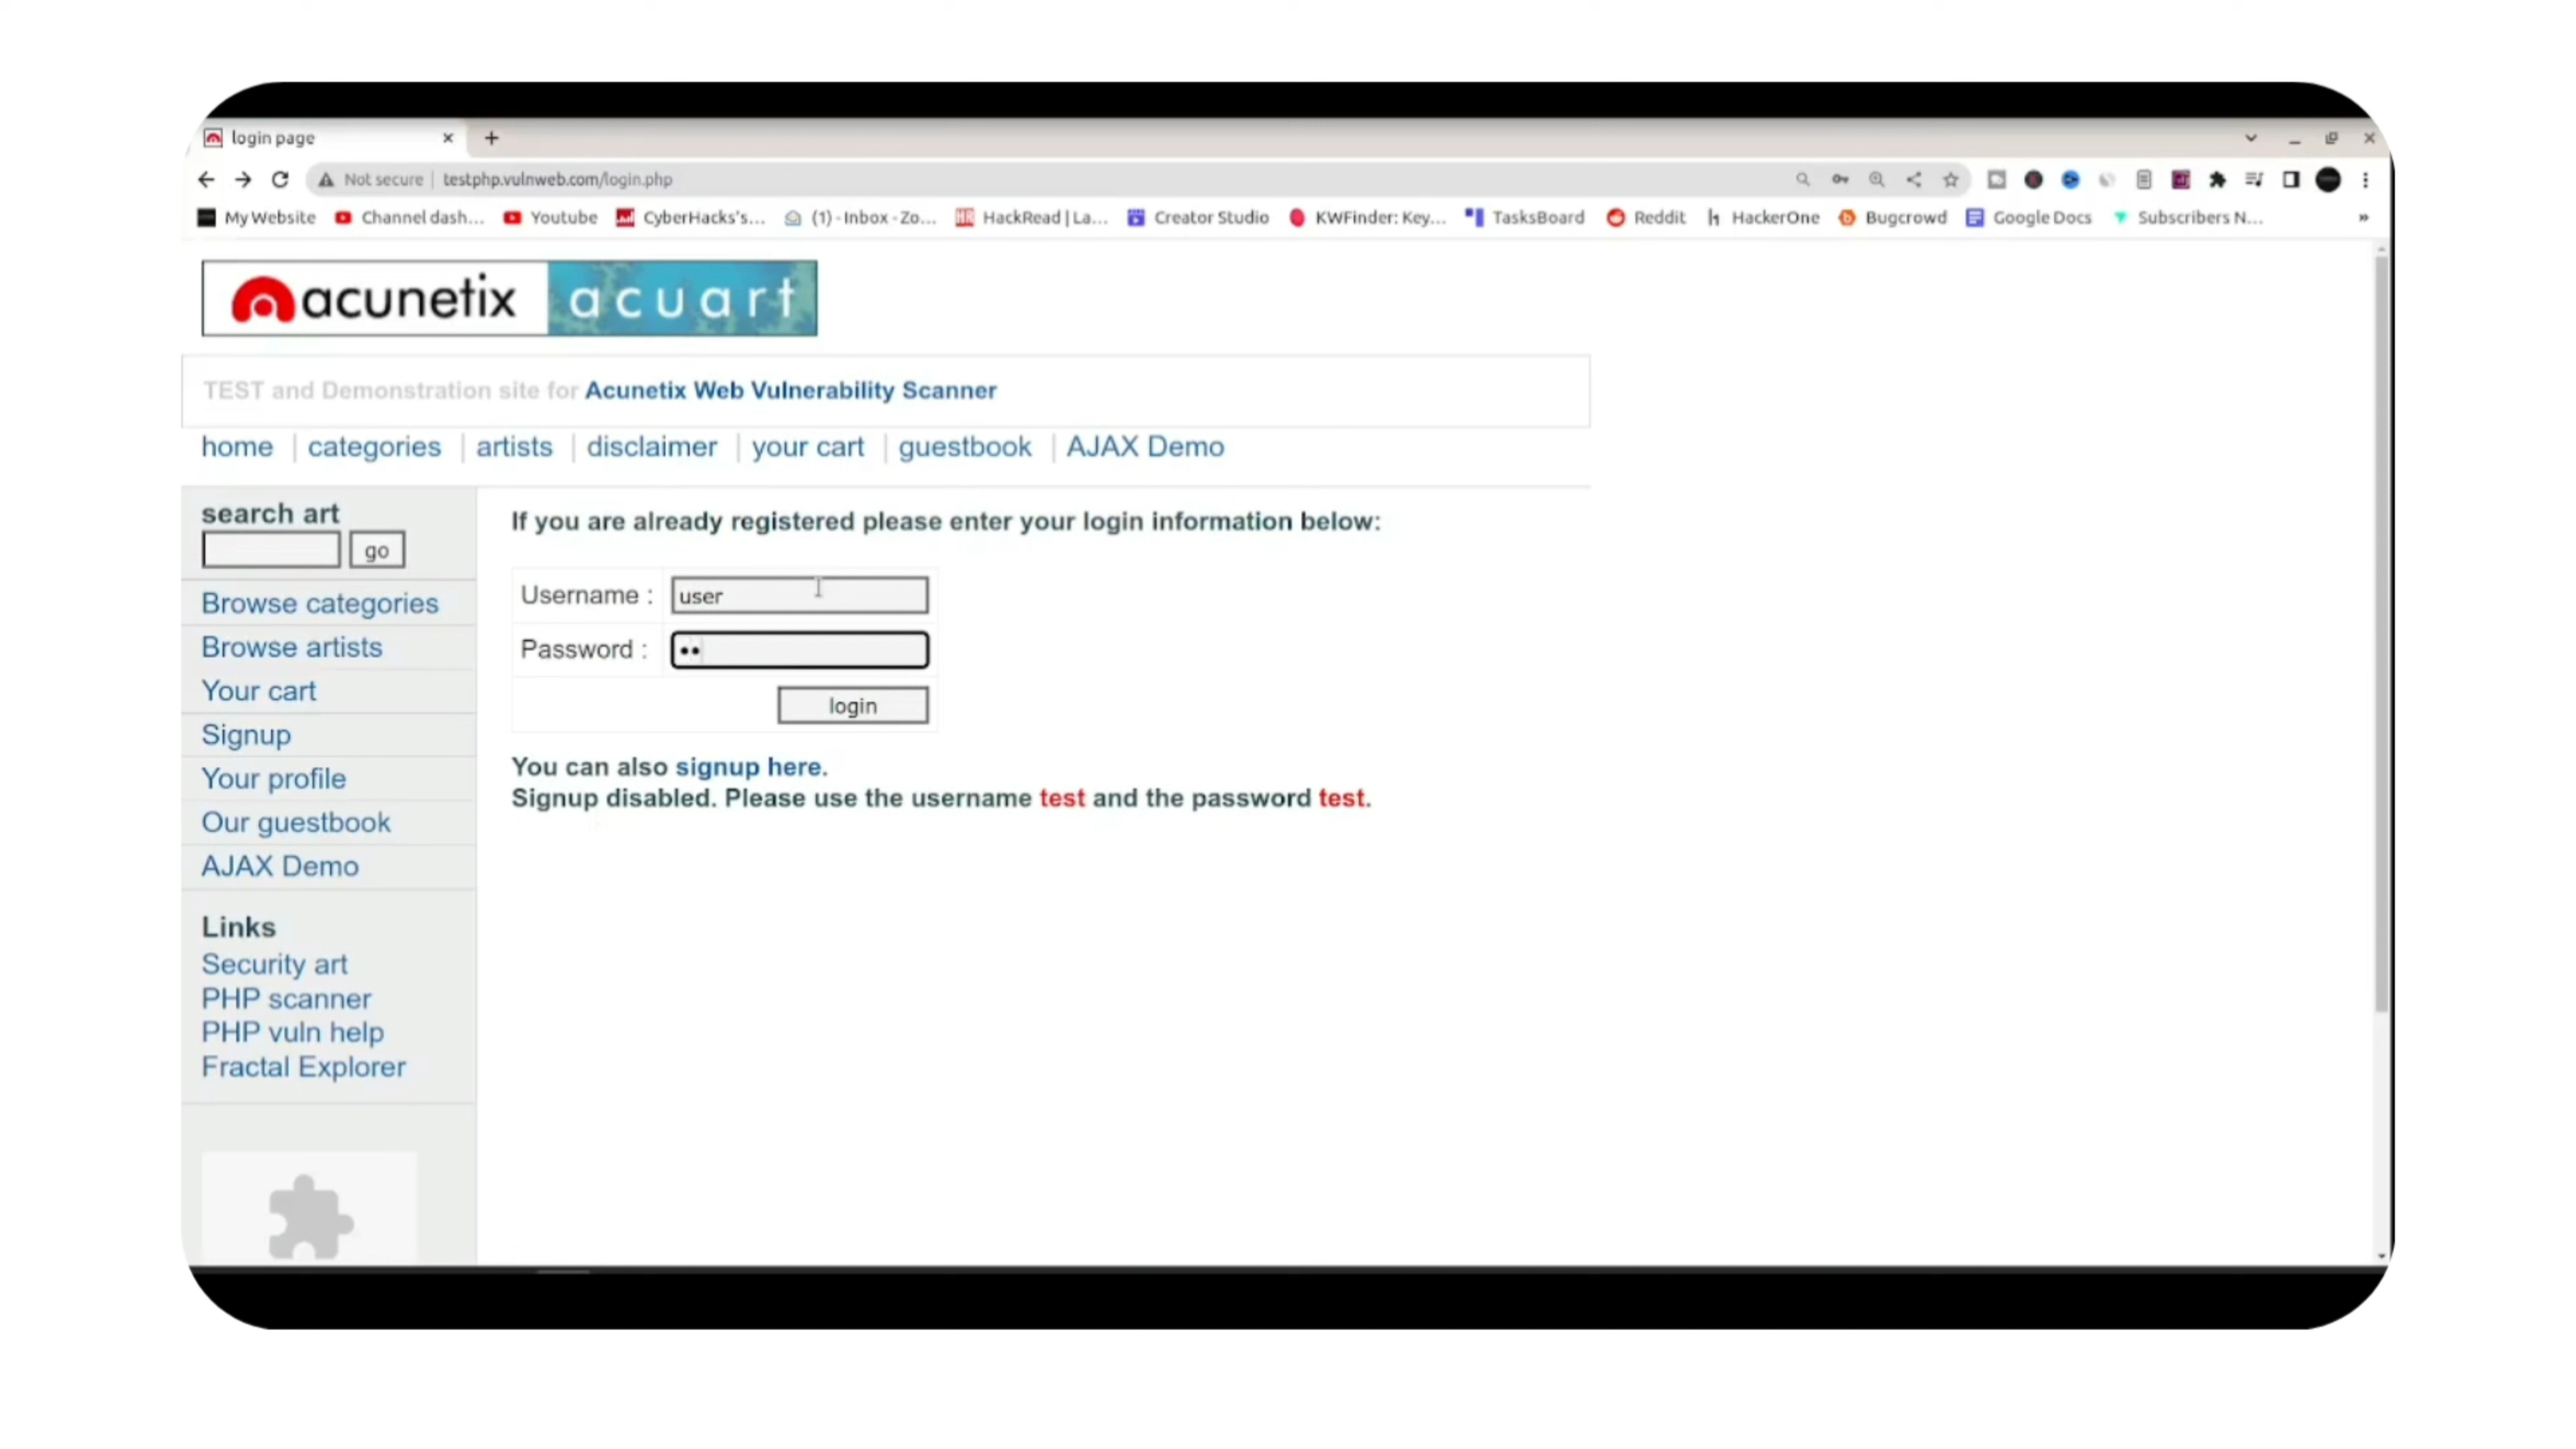 login page
Not secure | testphp.vulnweb.com/login.php
My Website Channel dash... Youtube CyberHacks's... (1) - Inbox - Zo... HackRead | La... Creator Studio KWFinder: Key... TasksBoard Reddit HackerOne Bugcrowd Google Docs Subscribers N... »
acunetix acuart
TEST and Demonstration site for Acunetix Web Vulnerability Scanner
home | categories | artists | disclaimer | your cart | guestbook | AJAX Demo
search art
go
Browse categories
Browse artists
Your cart
Signup
Your profile
Our guestbook
AJAX Demo
Links
Security art
PHP scanner
PHP vuln help
Fractal Explorer
If you are already registered please enter your login information below:
Username : user
Password : ••
login
You can also signup here.
Signup disabled. Please use the username test and the password test.